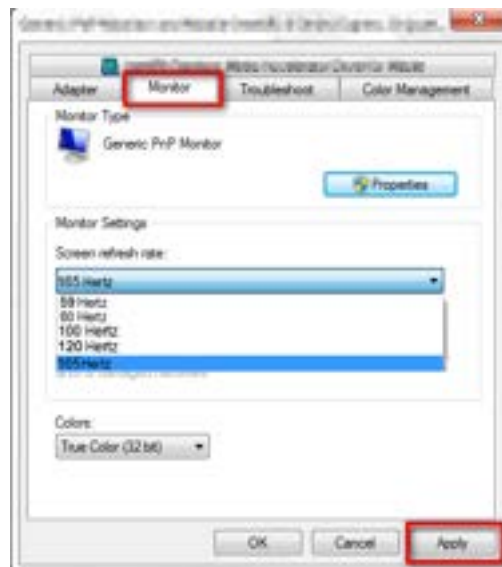 Adapter Monitor Troubleshoot Color Management
Monitor Type
Generic PnP Monitor
Properties
Monitor Settings
Screen refresh rate:
Hertz
59 Hertz
60 Hertz
100 Hertz
120 Hertz
Hertz
Colors:
True Color (32 bit)
OK Cancel Apply